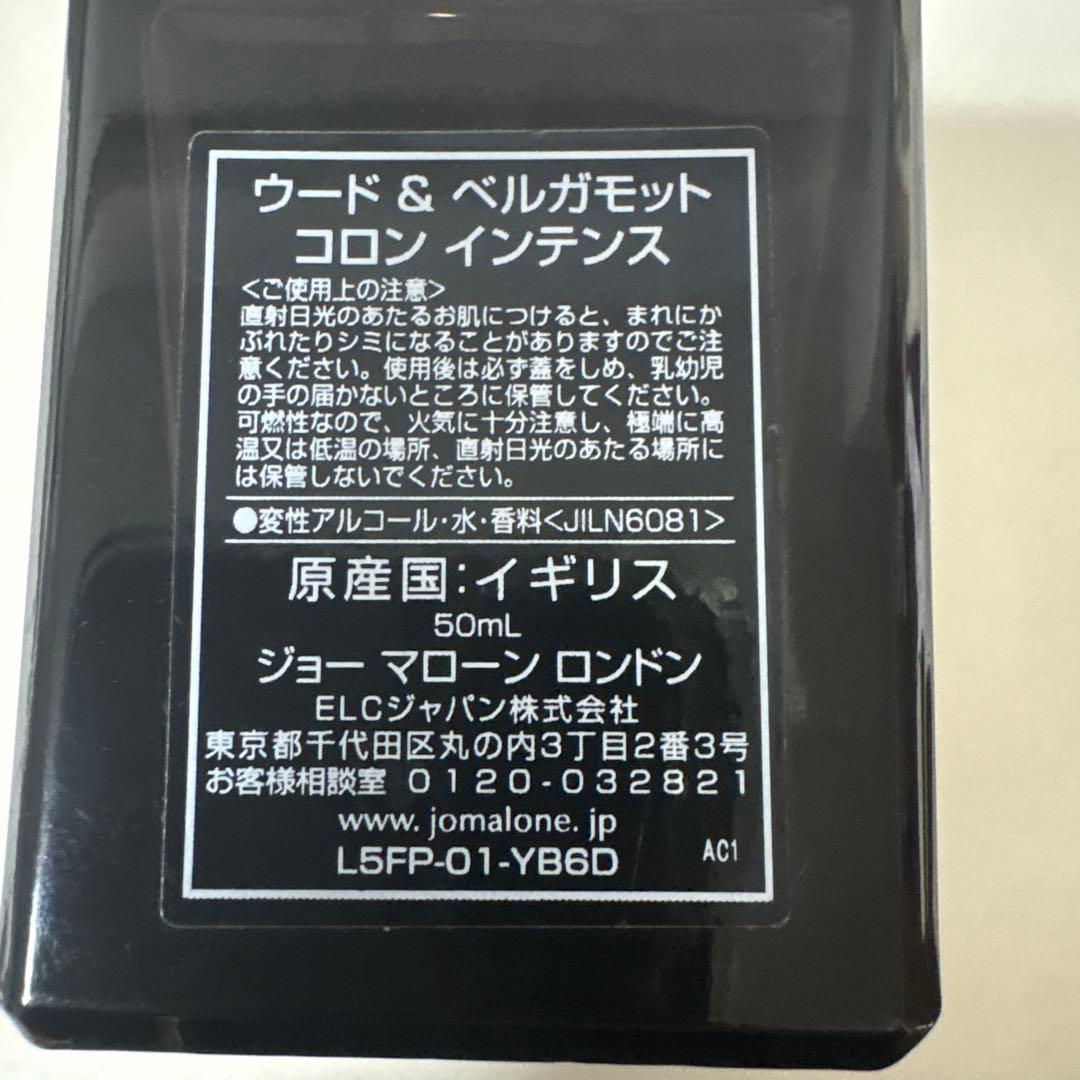 ウード & ベルガモット
コロン インテンス
<ご使用上の注意>
直射日光のあたるお肌につけると、まれにか
ぶれたりシミになることがありますのでご注
意ください。使用後は必ず蓋をしめ、乳幼児
の手の届かないところに保管してください。
可燃性なので、火気に十分注意し、極端に高
温又は低温の場所、直射日光のあたる場所に
は保管しないでください。
●変性アルコール・水・香料<JILN6081>
原産国：イギリス
50mL
ジョー マローン ロンドン
ELCジャパン株式会社
東京都千代田区丸の内3丁目2番3号
お客様相談室 0120-032821
www.jomalone.jp
L5FP-01-YB6D AC1